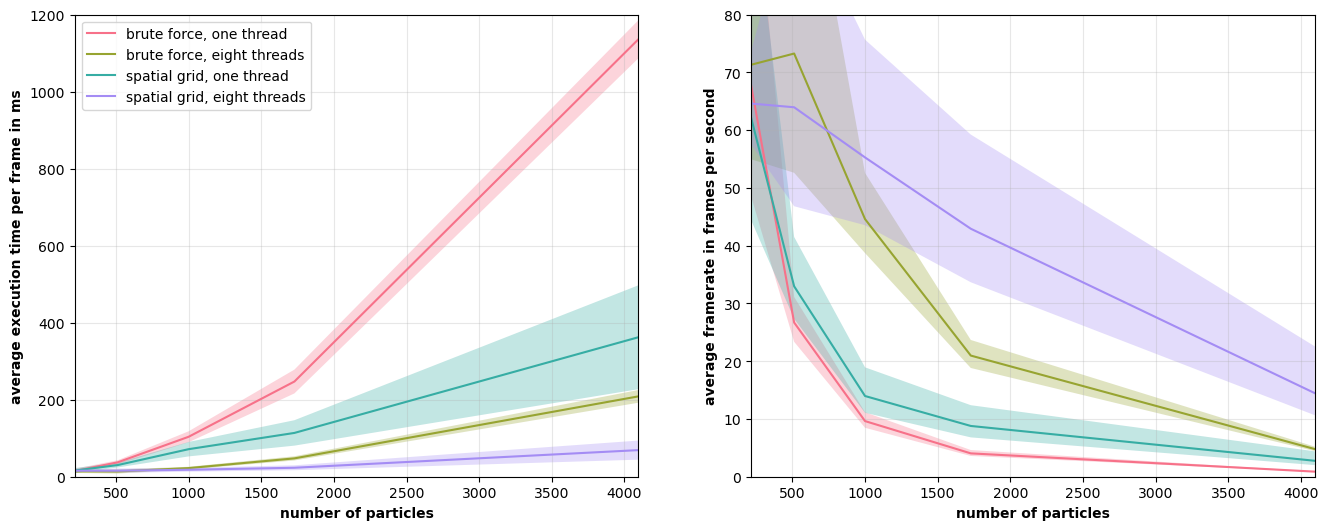 average execution time per frame in ms
1200
1000
800
600
400
200
0
brute force, one thread
brute force, eight threads
spatial grid, one thread
spatial grid, eight threads
500 1000 1500 2000 2500 3000 3500 4000
number of particles
average framerate in frames per second
80
70
60
50
40
30
20
10
0
500 1000 1500 2000 2500 3000 3500 4000
number of particles